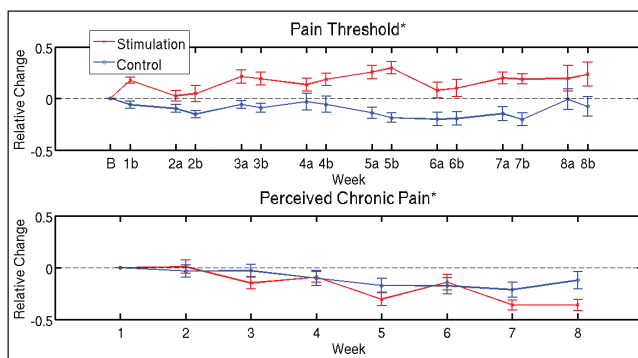 Pain Threshold*
Stimulation
Control
Relative Change
0.5
0
-0.5
B 1b 2a 2b 3a 3b 4a 4b 5a 5b 6a 6b 7a 7b 8a 8b
Week
Perceived Chronic Pain*
Relative Change
0.5
0
-0.5
1 2 3 4 5 6 7 8
Week